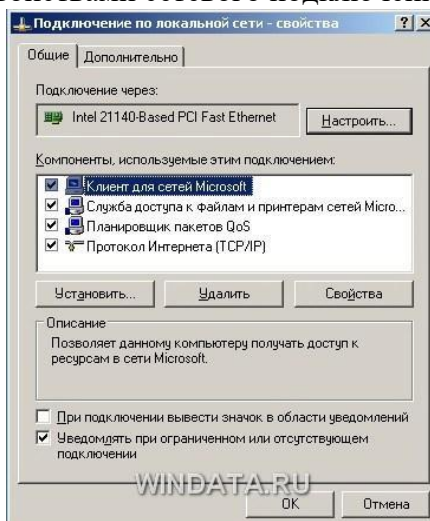 Подключение по локальной сети - свойства
Общие Дополнительно
Подключение через:
Intel 21140-Based PCI Fast Ethernet Настроить...
Компоненты, используемые этим подключением:
Клиент для сетей Microsoft
Служба доступа к файлам и принтерам сетей Micro...
Планировщик пакетов QoS
Протокол Интернета (TCP/IP)
Установить... Удалить Свойства
Описание
Позволяет данному компьютеру получать доступ к
ресурсам в сети Microsoft.
При подключении вывести значок в области уведомлений
Уведомлять при ограниченном или отсутствующем
подключении
WINDATA.RU
OK Отмена